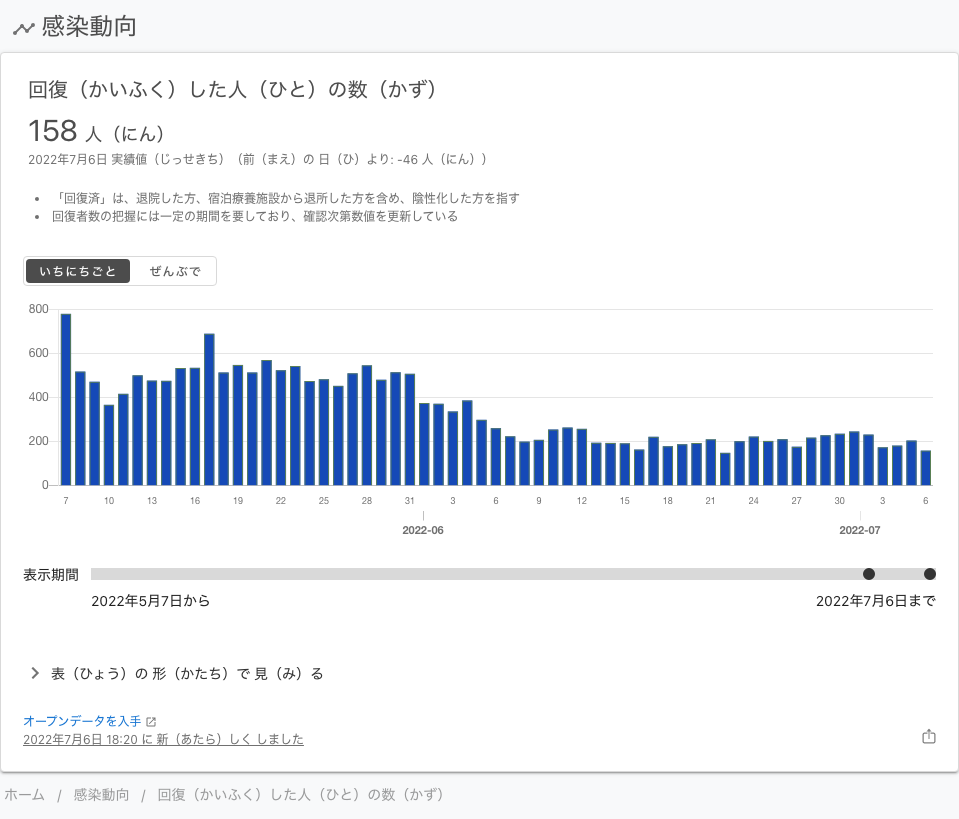 感染動向
回復（かいふく）した人（ひと）の数（かず）
158 人（にん）
2022年7月6日 実績値（じっせきち）（前（まえ）の 日（ひ）より: -46 人（にん））
「回復済」は、退院した方、宿泊療養施設から退所した方を含め、陰性化した方を指す
回復者数の把握には一定の期間を要しており、確認次第数値を更新している
いちにちごと ぜんぶで
800
600
400
200
0
7 10 13 16 19 22 25 28 31 3 6 9 12 15 18 21 24 27 30 3 6
2022-06 2022-07
表示期間
2022年5月7日から 2022年7月6日まで
表（ひょう）の 形（かたち）で 見（み）る
オープンデータを入手
2022年7月6日 18:20 に 新（あたら）しく しました
ホーム / 感染動向 / 回復（かいふく）した人（ひと）の数（かず）